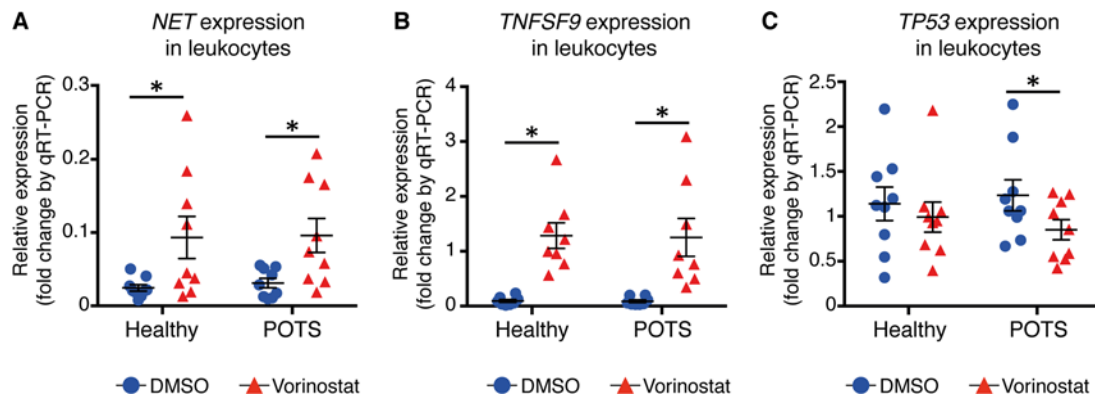 A
NET expression
in leukocytes
Relative expression
(fold change by qRT-PCR)
0.3
0.2
0.1
0
*
*
Healthy
POTS
DMSO
Vorinostat
B
TNFSF9 expression
in leukocytes
Relative expression
(fold change by qRT-PCR)
4
3
2
1
0
*
*
Healthy
POTS
DMSO
Vorinostat
C
TP53 expression
in leukocytes
Relative expression
(fold change by qRT-PCR)
2.5
2
1.5
1.0
0.5
0
*
Healthy
POTS
DMSO
Vorinostat